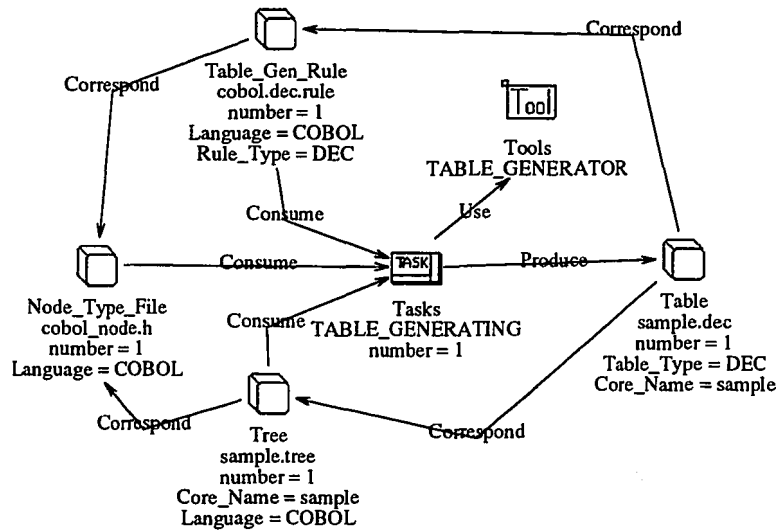 Correspond
Correspond
Table_Gen_Rule
cobol.dec.rule
number = 1
Language = COBOL
Rule_Type = DEC
Tool
Tools
TABLE_GENERATOR
Consume
Use
Consume
TASK
Produce
Node_Type_File
cobol_node.h
number = 1
Language = COBOL
Consume
Tasks
TABLE_GENERATING
number = 1
Table
sample.dec
number = 1
Table_Type = DEC
Core_Name = sample
Correspond
Correspond
Tree
sample.tree
number = 1
Core_Name = sample
Language = COBOL